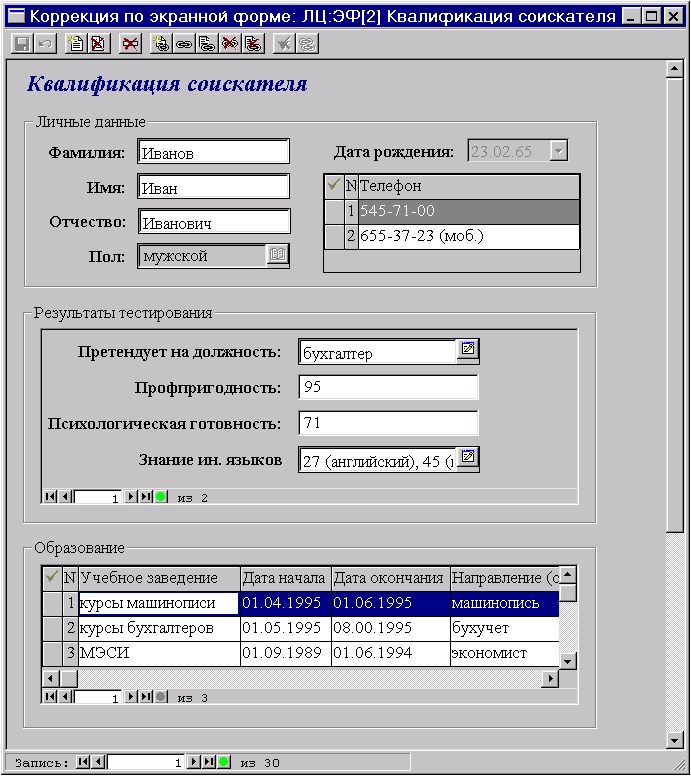 Коррекция по экранной форме: ЛЦ:ЭФ[2] Квалификация соискателя
Квалификация соискателя
Личные данные
Фамилия: Иванов
Дата рождения: 23.02.65
Имя: Иван
Отчество: Иванович
Пол: мужской
N Телефон
1 545-71-00
2 655-37-23 (моб.)
Результаты тестирования
Претендует на должность: бухгалтер
Профпригодность: 95
Психологическая готовность: 71
Знание ин. языков 27 (английский), 45 (
1 из 2
Образование
N Учебное заведение Дата начала Дата окончания Направление (с
1 курсы машинописи 01.04.1995 01.06.1995 машинопись
2 курсы бухгалтеров 01.05.1995 08.00.1995 бухучет
3 МЭСИ 01.09.1989 01.06.1994 экономист
1 из 3
Запись: 1 из 30